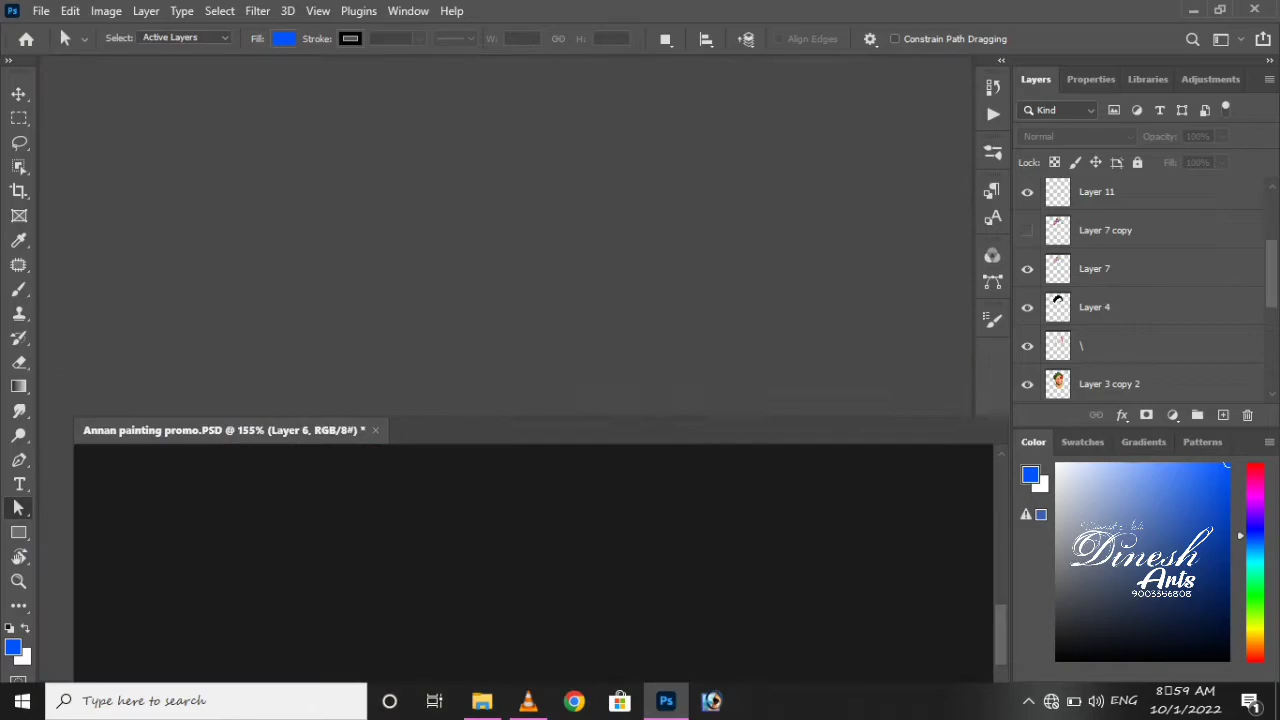 File Edit Image Layer Type Select Filter 3D View Plugins Window Help
Select: Active Layers Fill: Stroke: W: H: Align Edges Constrain Path Dragging
Layers Properties Libraries Adjustments
Kind
Normal Opacity: 100%
Lock: Fill: 100%
Layer 11
Layer 7 copy
Layer 7
Layer 4
\
Layer 3 copy 2
Annan painting promo.PSD @ 155% (Layer 6, RGB/8#) *
Color Swatches Gradients Patterns
Dinesh
Arts
9003556808
Type here to search
ENG
8:59 AM
10/1/2022